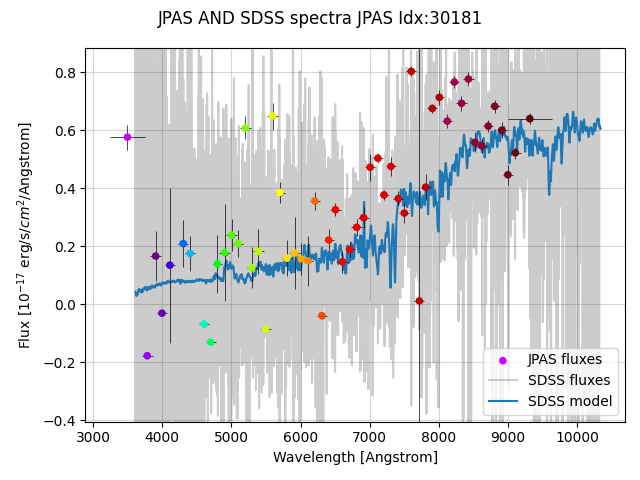 JPAS AND SDSS spectra JPAS Idx:30181
Flux [10⁻¹⁷ erg/s/cm²/Angstrom]
0.8
0.6
0.4
0.2
0.0
−0.2
−0.4
JPAS fluxes
SDSS fluxes
SDSS model
3000 4000 5000 6000 7000 8000 9000 10000
Wavelength [Angstrom]